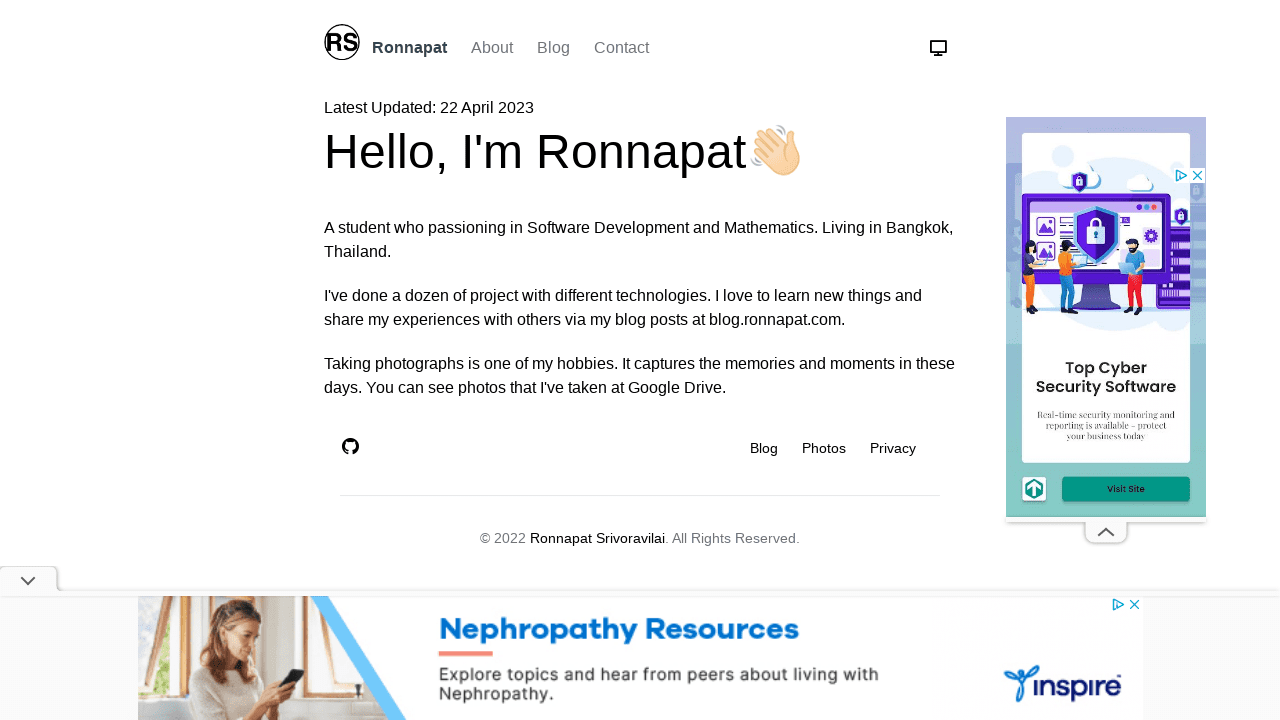 RS
Ronnapat About Blog Contact
Latest Updated: 22 April 2023
Hello, I'm Ronnapat👋🏻
A student who passioning in Software Development and Mathematics. Living in Bangkok,
Thailand.
I've done a dozen of project with different technologies. I love to learn new things and
share my experiences with others via my blog posts at blog.ronnapat.com.
Taking photographs is one of my hobbies. It captures the memories and moments in these
days. You can see photos that I've taken at Google Drive.
Blog Photos Privacy
© 2022 Ronnapat Srivoravilai. All Rights Reserved.
Top Cyber
Security Software
Real-time security monitoring and
reporting is available - protect
your business today
Visit Site
Nephropathy Resources
Explore topics and hear from peers about living with
Nephropathy.
inspire